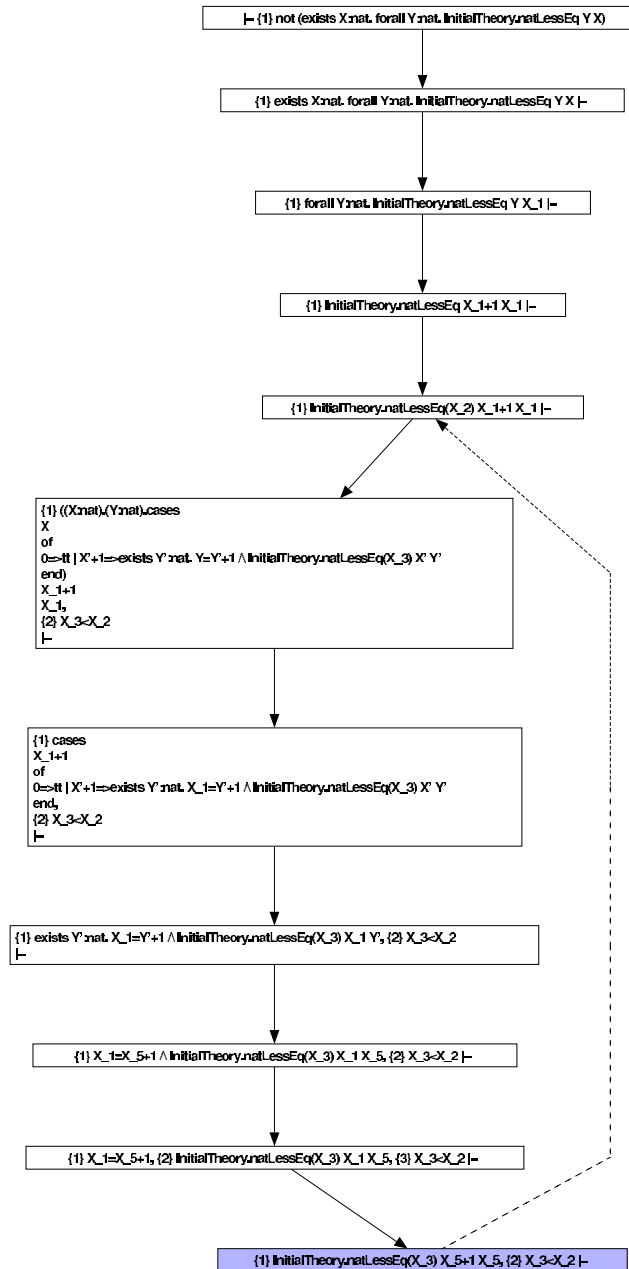 |– {1} not (exists X:nat. forall Y:nat. InitialTheory.natLessEq Y X)
{1} exists X:nat. forall Y:nat. InitialTheory.natLessEq Y X |–
{1} forall Y:nat. InitialTheory.natLessEq Y X_1 |–
{1} InitialTheory.natLessEq X_1+1 X_1 |–
{1} InitialTheory.natLessEq(X_2) X_1+1 X_1 |–
{1} ((X:nat).(Y:nat).cases
X
of
0=>tt | X'+1=>exists Y':nat. Y=Y'+1 /\ InitialTheory.natLessEq(X_3) X' Y'
end)
X_1+1
X_1,
{2} X_3<X_2
|–
{1} cases
X_1+1
of
0=>tt | X'+1=>exists Y':nat. X_1=Y'+1 /\ InitialTheory.natLessEq(X_3) X' Y'
end,
{2} X_3<X_2
|–
{1} exists Y':nat. X_1=Y'+1 /\ InitialTheory.natLessEq(X_3) X_1 Y', {2} X_3<X_2
|–
{1} X_1=X_5+1 /\ InitialTheory.natLessEq(X_3) X_1 X_5, {2} X_3<X_2 |–
{1} X_1=X_5+1, {2} InitialTheory.natLessEq(X_3) X_1 X_5, {3} X_3<X_2 |–
{1} InitialTheory.natLessEq(X_3) X_5+1 X_5, {2} X_3<X_2 |–